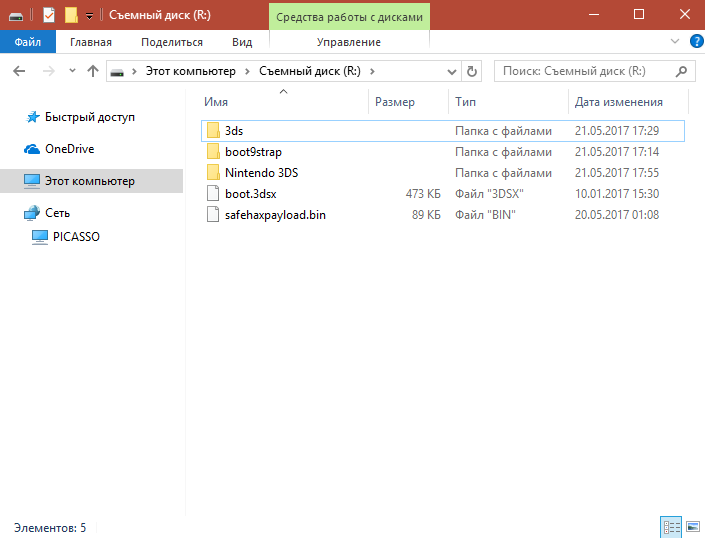 Съемный диск (R:)
Средства работы с дисками
Файл Главная Поделиться Вид Управление
Этот компьютер Съемный диск (R:) Поиск: Съемный диск (R:)
Имя Размер Тип Дата изменения
Быстрый доступ
OneDrive
Этот компьютер
Сеть
PICASSO
3ds Папка с файлами 21.05.2017 17:29
boot9strap Папка с файлами 21.05.2017 17:14
Nintendo 3DS Папка с файлами 21.05.2017 17:55
boot.3dsx 473 КБ Файл "3DSX" 10.01.2017 15:30
safehaxpayload.bin 89 КБ Файл "BIN" 20.05.2017 01:08
Элементов: 5